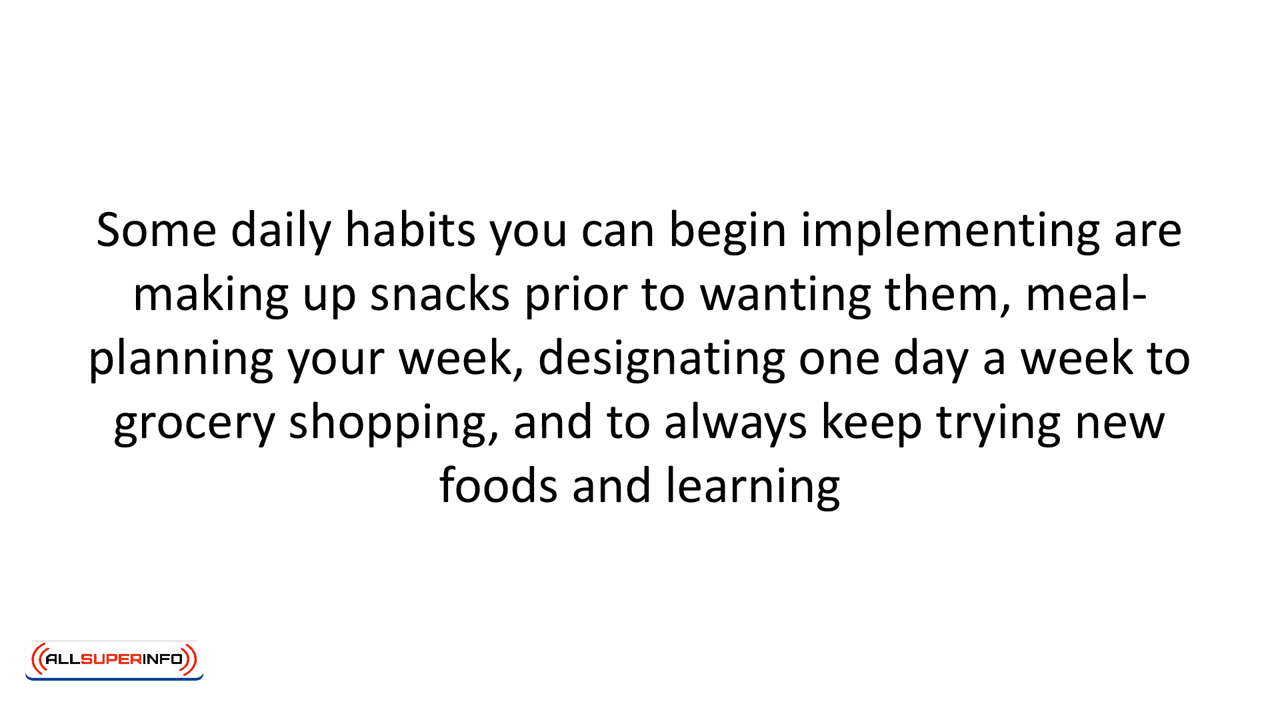 Some daily habits you can begin implementing are
making up snacks prior to wanting them, meal-
planning your week, designating one day a week to
grocery shopping, and to always keep trying new
foods and learning
ALLSUPERINFO